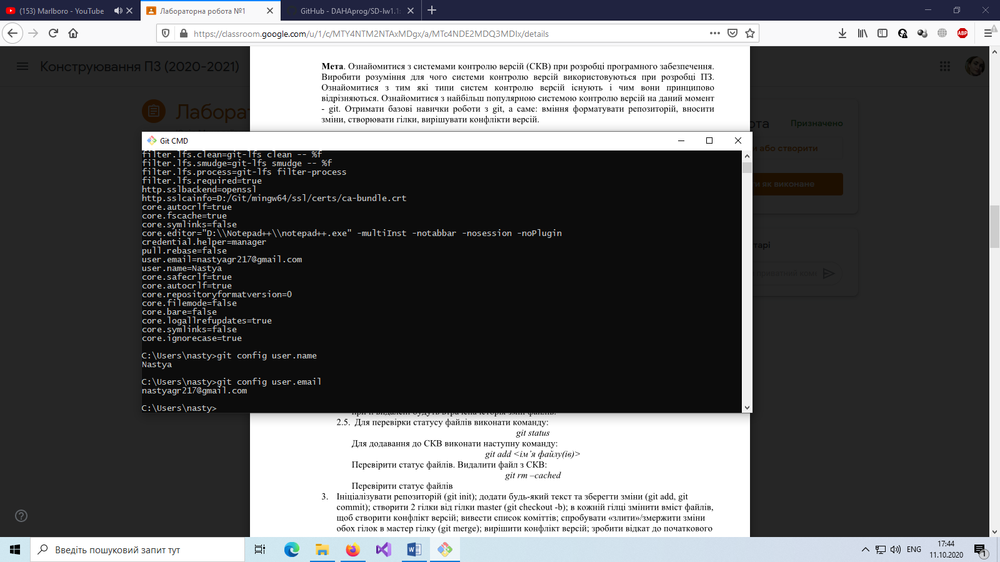 (153) Marlboro - YouTube
Лабораторна робота №1
GitHub - DAHAprog/SD-lw1.1:
https://classroom.google.com/u/1/c/MTY4NTM2NTAxMDgx/a/MTc4NDE2MDQ3MDIx/details
ABP
Конструювання ПЗ (2020-2021)
Мета. Ознайомитися з системами контролю версій (СКВ) при розробці програмного забезпечення.
Виробити розуміння для чого системи контролю версій використовуються при розробці ПЗ.
Ознайомитися з тим які типи систем контролю версій існують і чим вони принципово
відрізняються. Ознайомитися з найбільш популярною системою контролю версій на даний момент
- git. Отримати базові навички роботи з git, а саме: вміння форматувати репозиторій, вносити
зміни, створювати гілки, вирішувати конфлікти версій.
Лаборат
ота
Призначено
и або створити
ти як виконане
тарі
приватний коме
Git CMD
filter.lfs.clean=git-lfs clean -- %f
filter.lfs.smudge=git-lfs smudge -- %f
filter.lfs.process=git-lfs filter-process
filter.lfs.required=true
http.sslbackend=openssl
http.sslcainfo=D:/Git/mingw64/ssl/certs/ca-bundle.crt
core.autocrlf=true
core.fscache=true
core.symlinks=false
core.editor="D:\\Notepad++\\notepad++.exe" -multiInst -notabbar -nosession -noPlugin
credential.helper=manager
pull.rebase=false
user.email=nastyagr217@gmail.com
user.name=Nastya
core.safecrlf=true
core.autocrlf=true
core.repositoryformatversion=0
core.filemode=false
core.bare=false
core.logallrefupdates=true
core.symlinks=false
core.ignorecase=true
C:\Users\nasty>git config user.name
Nastya
C:\Users\nasty>git config user.email
nastyagr217@gmail.com
C:\Users\nasty>
при її видалені будуть втрачена історія змін файлів.
2.5. Для перевірки статусу файлів виконати команду:
git status
Для додавання до СКВ виконати наступну команду:
git add <ім’я файлу(ів)>
Перевірити статус файлів. Видалити файл з СКВ:
git rm –cached
Перевірити статус файлів
3. Ініціалізувати репозиторій (git init); додати будь-який текст та зберегти зміни (git add, git
commit); створити 2 гілки від гілки master (git checkout -b); в кожній гілці змінити вміст файлів,
щоб створити конфлікт версій; вивести список коміттів; спробувати «злити»/змержити зміни
обох гілок в мастер гілку (git merge); вирішити конфлікт версій; зробити відкат до початкового
Введіть пошуковий запит тут
ENG
17:44
11.10.2020
1